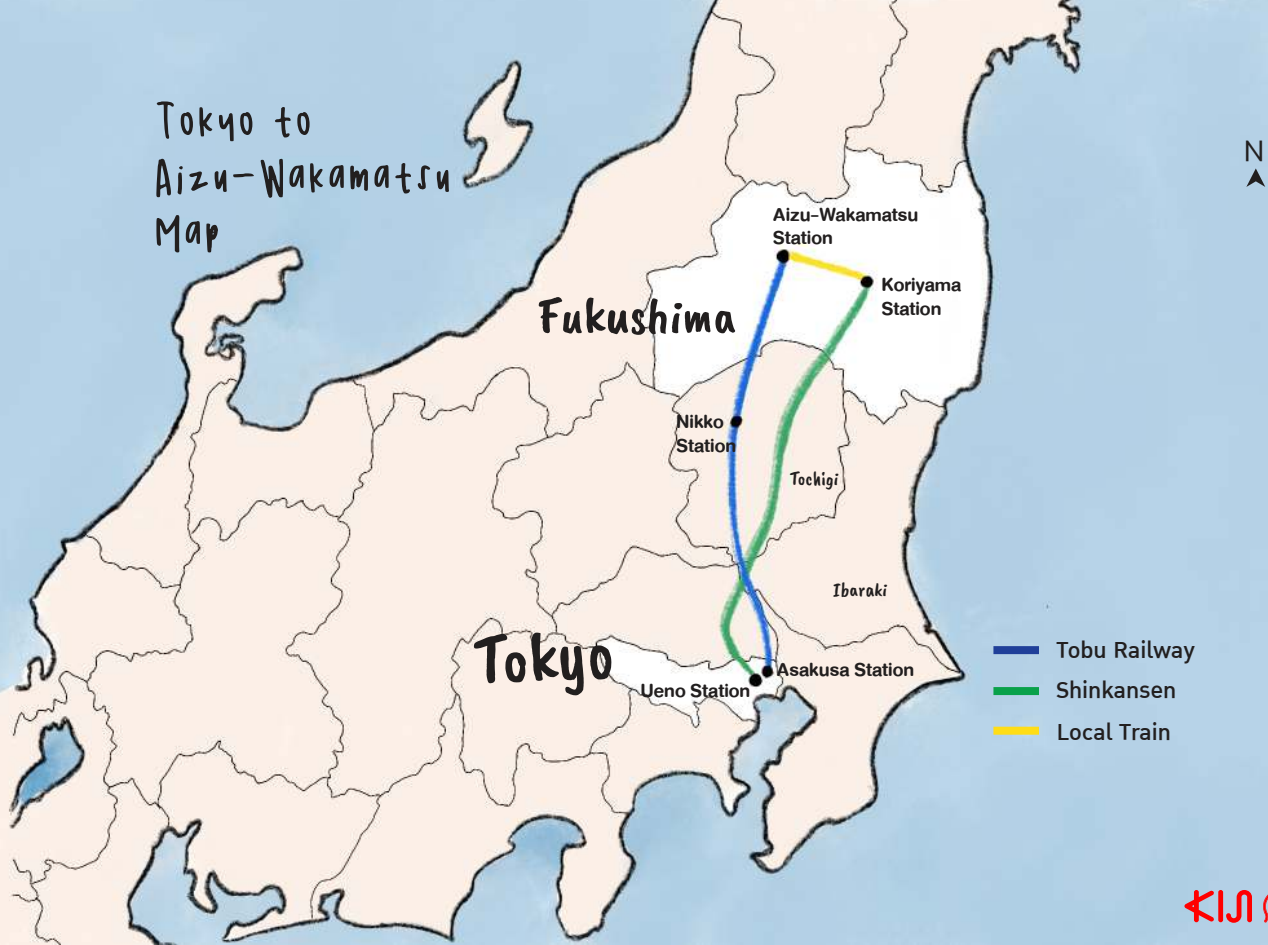 Tokyo to
Aizu-Wakamatsu
Map
N
Aizu-Wakamatsu
Station
Koriyama
Station
Fukushima
Nikko
Station
Tochigi
Ibaraki
Tokyo
Asakusa Station
Ueno Station
Tobu Railway
Shinkansen
Local Train